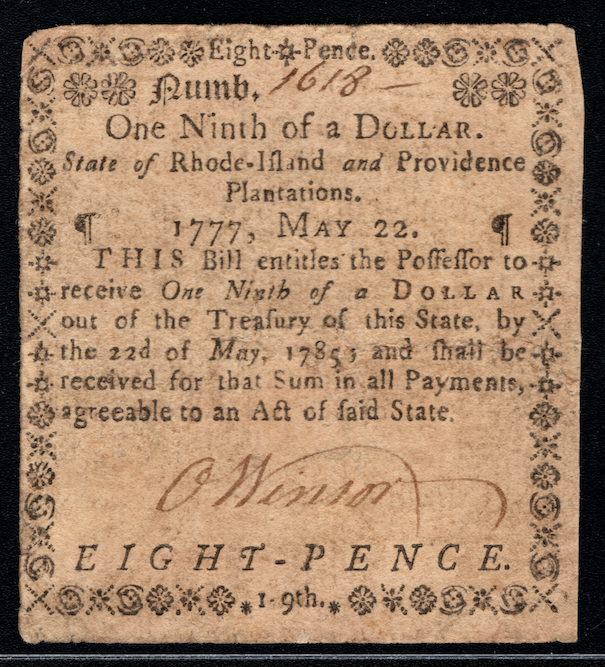 Eight-Pence.
Numb. 1618
One Ninth of a DOLLAR.
State of Rhode-Iſland and Providence
Plantations.
¶ 1777, MAY 22. ¶
THIS Bill entitles the Poſſeſſor to
receive One Ninth of a DOLLAR
out of the Treaſury of this State, by
the 22d of May, 1785; and ſhall be
received for that Sum in all Payments,
agreeable to an Act of ſaid State.
O Winsor
EIGHT-PENCE.
*1-9th.*